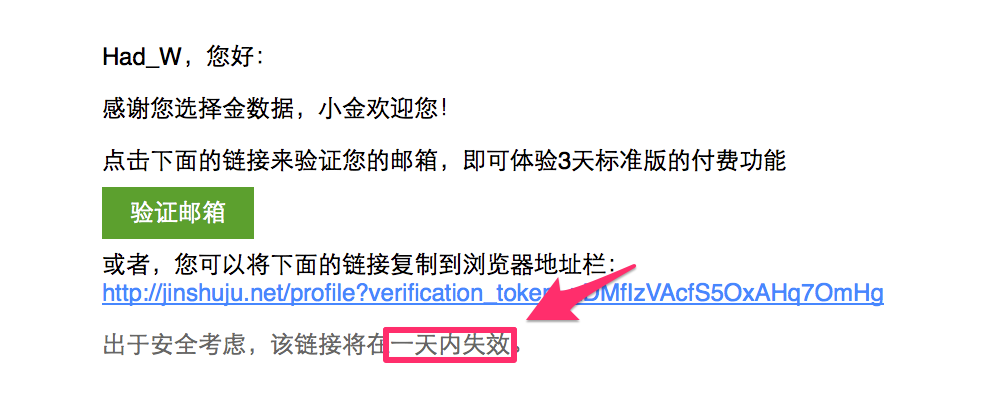 Had_W，您好：
感谢您选择金数据，小金欢迎您！
点击下面的链接来验证您的邮箱，即可体验3天标准版的付费功能
验证邮箱
或者，您可以将下面的链接复制到浏览器地址栏：
http://jinshuju.net/profile?verification_token DMfIzVAcfS5OxAHq7OmHg
出于安全考虑，该链接将在一天内失效。